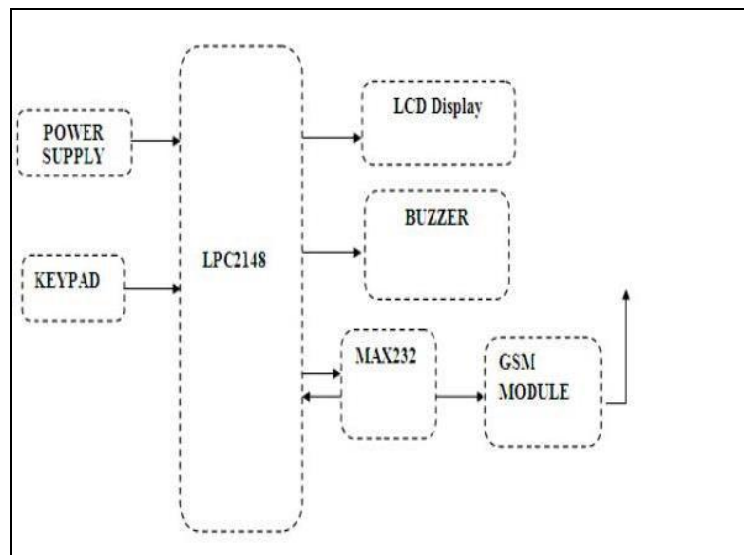 POWER
SUPPLY
KEYPAD
LPC2148
LCD Display
BUZZER
MAX232
GSM
MODULE